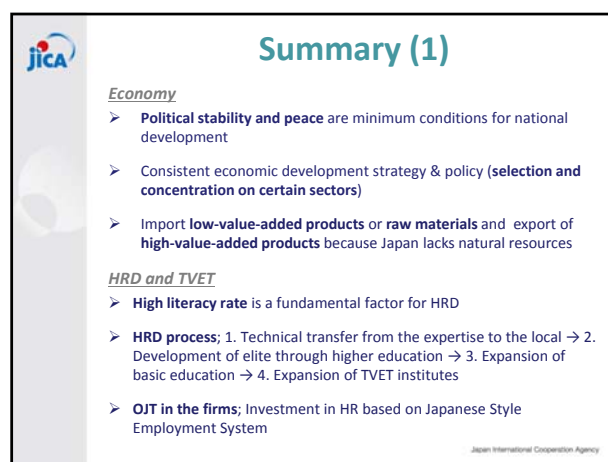 jICA
Summary (1)
Economy
➢ Political stability and peace are minimum conditions for national
development
➢ Consistent economic development strategy & policy (selection and
concentration on certain sectors)
➢ Import low-value-added products or raw materials and export of
high-value-added products because Japan lacks natural resources
HRD and TVET
➢ High literacy rate is a fundamental factor for HRD
➢ HRD process; 1. Technical transfer from the expertise to the local → 2.
Development of elite through higher education → 3. Expansion of
basic education → 4. Expansion of TVET institutes
➢ OJT in the firms; Investment in HR based on Japanese Style
Employment System
Japan International Cooperation Agency